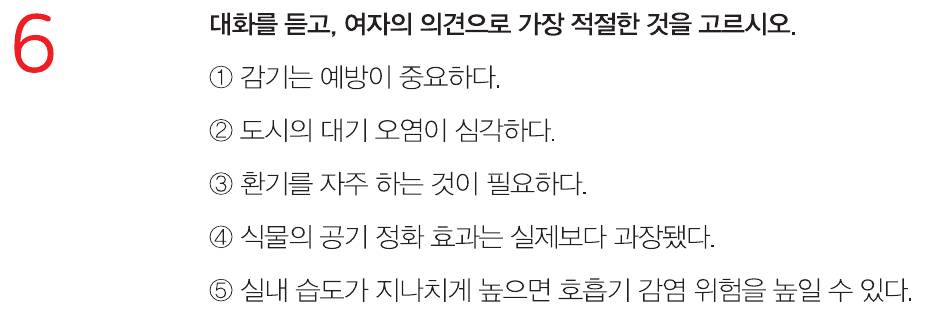 6
대화를 듣고, 여자의 의견으로 가장 적절한 것을 고르시오.
① 감기는 예방이 중요하다.
② 도시의 대기 오염이 심각하다.
③ 환기를 자주 하는 것이 필요하다.
④ 식물의 공기 정화 효과는 실제보다 과장됐다.
⑤ 실내 습도가 지나치게 높으면 호흡기 감염 위험을 높일 수 있다.